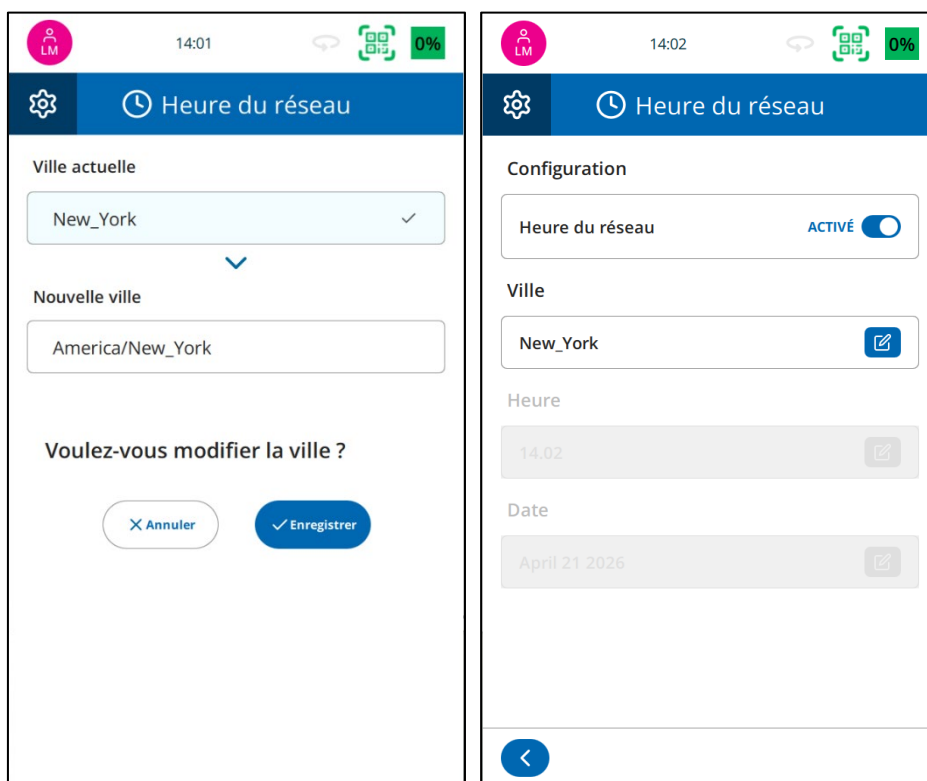 LM
14:01
0%
Heure du réseau
Ville actuelle
New_York
Nouvelle ville
America/New_York
Voulez-vous modifier la ville ?
Annuler
Enregistrer
LM
14:02
0%
Heure du réseau
Configuration
Heure du réseau ACTIVÉ
Ville
New_York
Heure
14.02
Date
April 21 2026